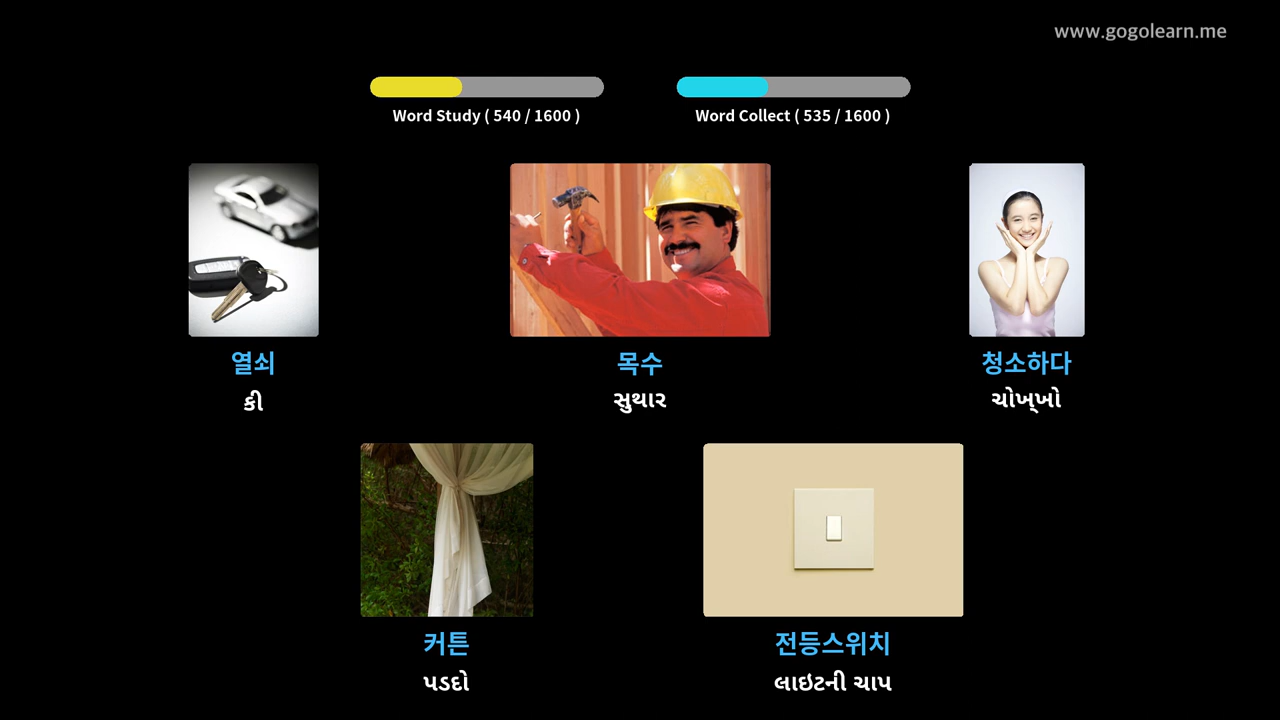 www.gogolearn.me
Word Study ( 540 / 1600 )
Word Collect ( 535 / 1600 )
열쇠
કી
목수
સુથાર
청소하다
ચોખ્ખો
커튼
પડદો
전등스위치
લાઇટની ચાપ